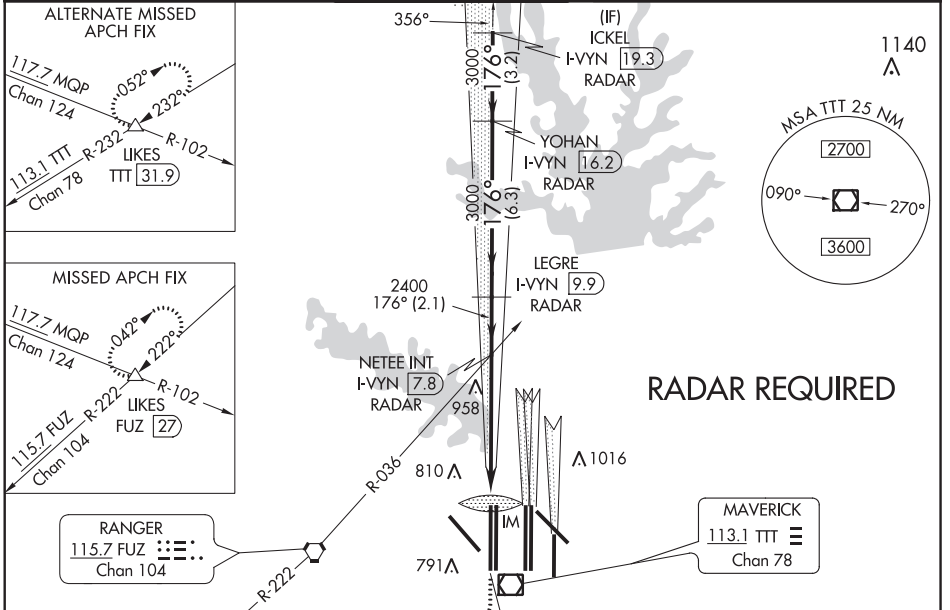 ALTERNATE MISSED
APCH FIX
117.7 MQP
Chan 124
052°
232°
R-232
R-102
113.1 TTT
Chan 78
LIKES
TTT 31.9
MISSED APCH FIX
117.7 MQP
Chan 124
042°
222°
R-222
R-102
115.7 FUZ
Chan 104
LIKES
FUZ 27
356°
(IF)
ICKEL
I-VYN 19.3
RADAR
3000
176°
(3.2)
YOHAN
I-VYN 16.2
RADAR
3000
176°
(6.3)
LEGRE
I-VYN 9.9
RADAR
2400
176° (2.1)
NETEE INT
I-VYN 7.8
RADAR
958
1140
MSA TTT 25 NM
2700
090°
270°
3600
RADAR REQUIRED
810
1016
R-036
IM
791
RANGER
115.7 FUZ
Chan 104
R-222
MAVERICK
113.1 TTT
Chan 78